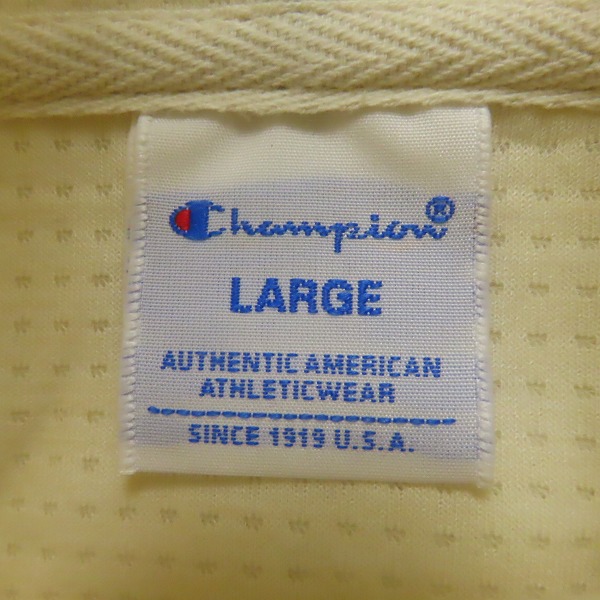 Champion®
LARGE
AUTHENTIC AMERICAN
ATHLETICWEAR
SINCE 1919 U.S.A.